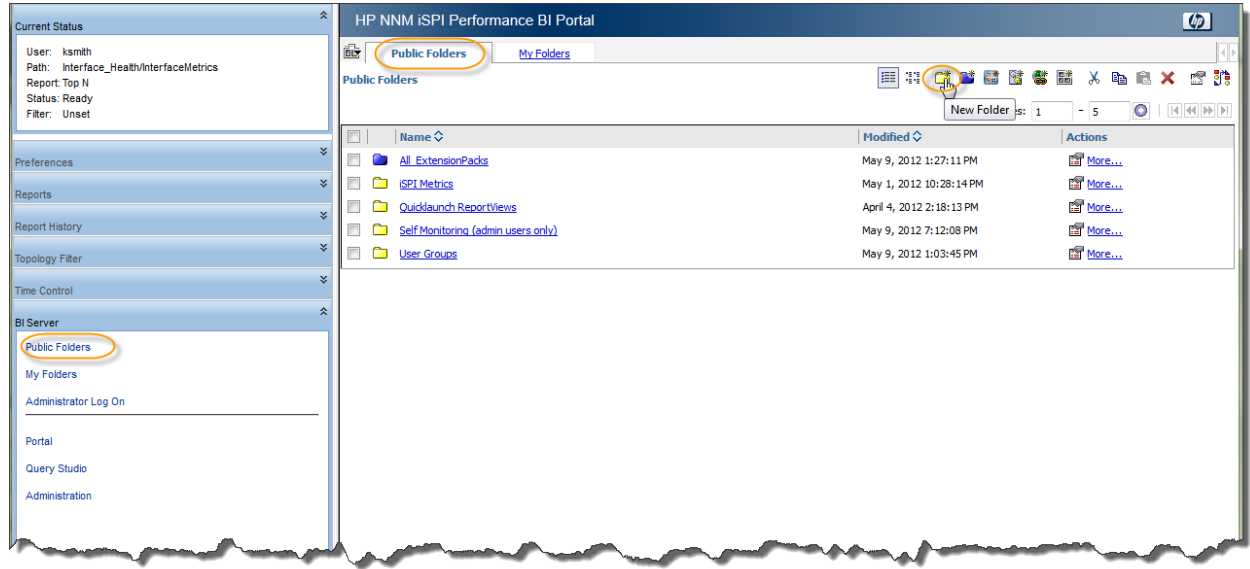 Current Status
User: ksmith
Path: Interface_Health/InterfaceMetrics
Report: Top N
Status: Ready
Filter: Unset
Preferences
Reports
Report History
Topology Filter
Time Control
BI Server
Public Folders
My Folders
Administrator Log On
Portal
Query Studio
Administration
HP NNM iSPI Performance BI Portal
hp
Public Folders
My Folders
Public Folders
New Folder
s: 1 - 5
Name Modified Actions
All_ExtensionPacks May 9, 2012 1:27:11 PM More...
iSPI Metrics May 1, 2012 10:28:14 PM More...
Quicklaunch ReportViews April 4, 2012 2:18:13 PM More...
Self Monitoring (admin users only) May 9, 2012 7:12:08 PM More...
User Groups May 9, 2012 1:03:45 PM More...